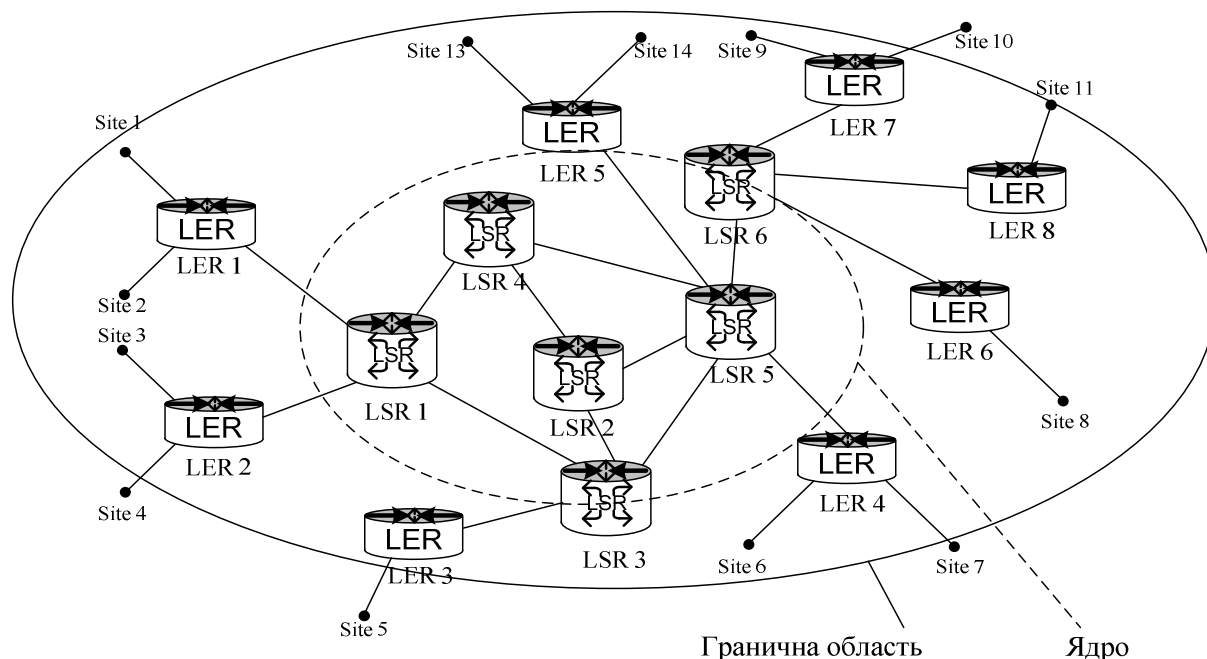 Site 13
Site 14
Site 9
Site 10
LER
LER 7
Site 11
Site 1
LER
LER 5
LSR
LSR 6
LER
LER 8
LER
LER 1
LSR
LSR 4
Site 2
Site 3
LSR
LSR 5
LER
LER 6
LSR
LSR 1
LSR
LSR 2
Site 8
LER
LER 2
Site 4
LER
LER 4
LSR
LSR 3
LER
LER 3
Site 6
Site 7
Site 5
Гранична область
Ядро